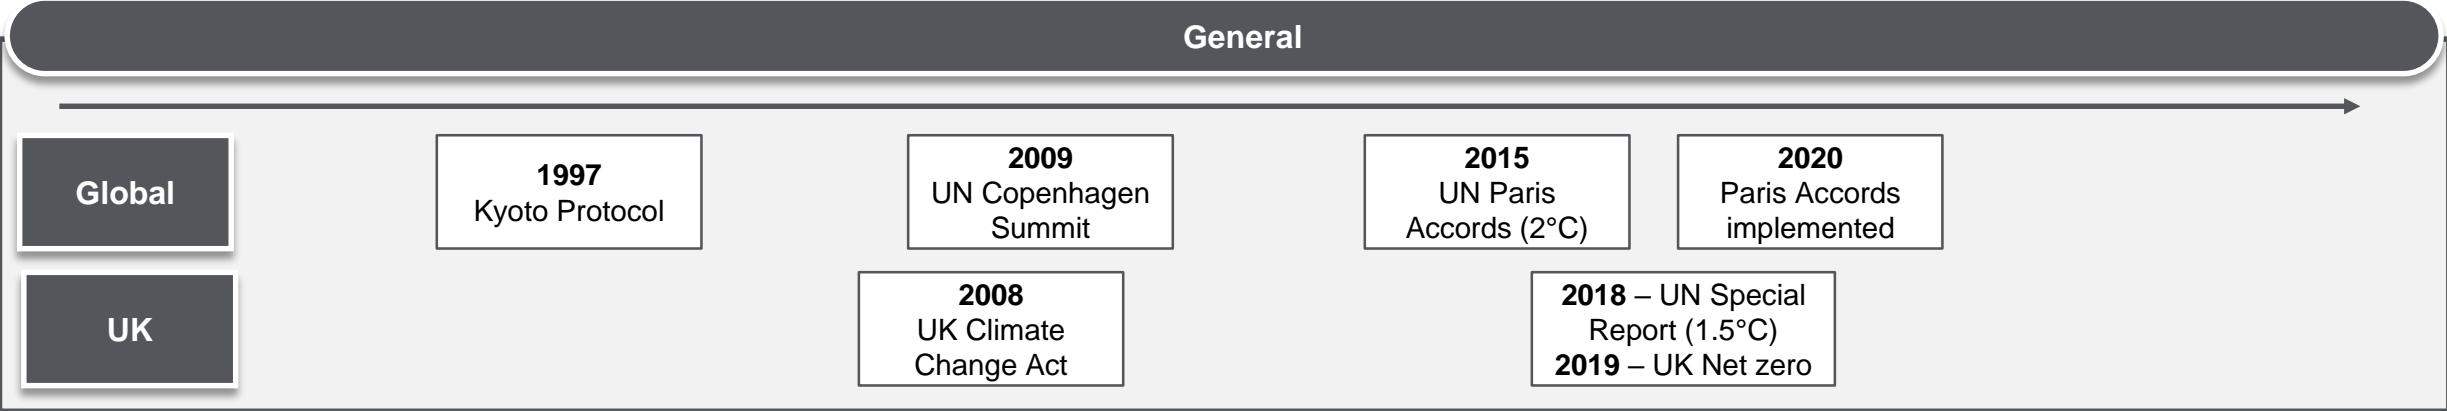 General
Global
1997
Kyoto Protocol
2009
UN Copenhagen
Summit
2015
UN Paris
Accords (2°C)
2020
Paris Accords
implemented
UK
2008
UK Climate
Change Act
2018 – UN Special
Report (1.5°C)
2019 – UK Net zero